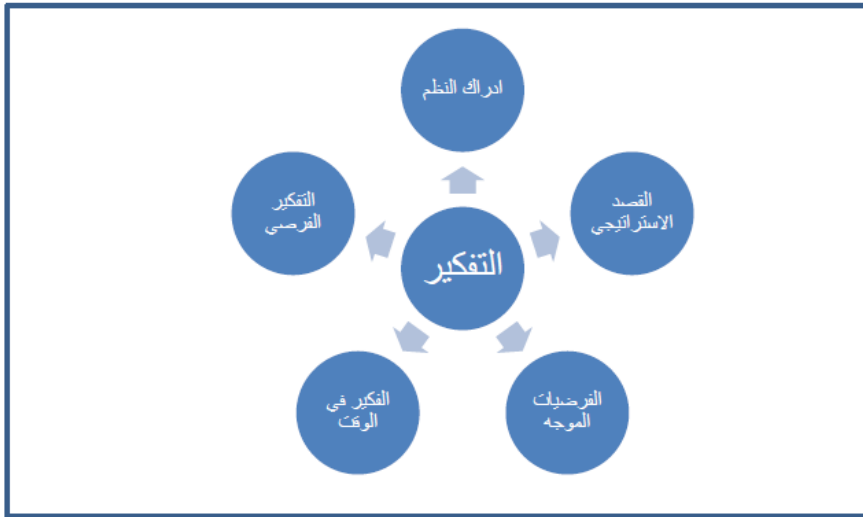 ادراك النظم
القصد
الاستراتيجي
التفكير
الفرصي
التفكير
الفرضيات
الموجه
الفكير في
الوقت